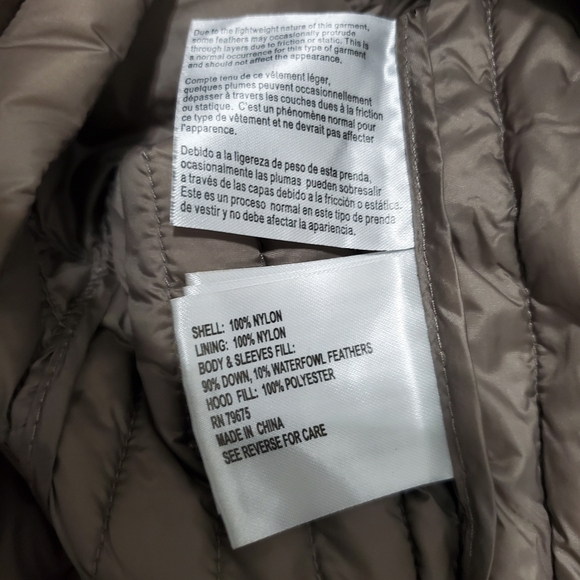 Due to the lightweight nature of this garment,
some feathers may occasionally protrude
through layers due to friction or static. This is
a normal occurrence for this type of garment
and should not affect the appearance.
Compte tenu de ce vêtement léger,
quelques plumes peuvent occasionnellement
dépasser à travers les couches dues à la friction
ou statique. C'est un phénomène normal pour
ce type de vêtement et ne devrait pas affecter
l'apparence.
Debido a la ligereza de peso de esta prenda,
ocasionalmente las plumas pueden sobresalir
a través de las capas debido a la fricción o estática.
Este es un proceso normal en este tipo de prenda
de vestir y no debe afectar la apariencia.
SHELL: 100% NYLON
LINING: 100% NYLON
BODY & SLEEVES FILL:
90% DOWN, 10% WATERFOWL FEATHERS
HOOD FILL: 100% POLYESTER
RN 79675
MADE IN CHINA
SEE REVERSE FOR CARE